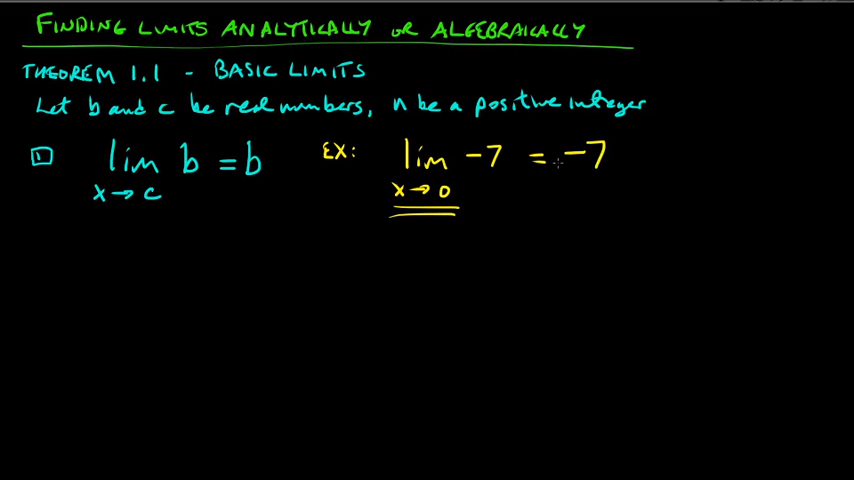 FINDING LIMITS ANALYTICALLY OR ALGEBRAICALLY
THEOREM 1.1 - BASIC LIMITS
Let b and c be real numbers, n be a positive integer
1 lim b = b EX: lim -7 = -7
x → c x → 0